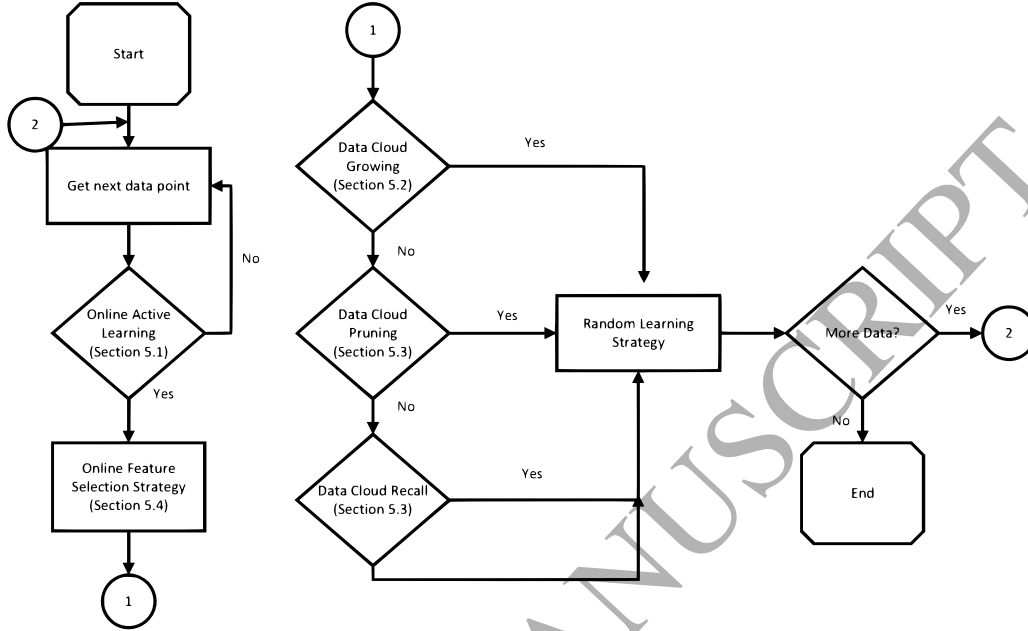 Start
2
Get next data point
No
Online Active
Learning
(Section 5.1)
Yes
Online Feature
Selection Strategy
(Section 5.4)
1
1
Data Cloud
Growing
(Section 5.2)
Yes
No
Data Cloud
Pruning
(Section 5.3)
Yes
No
Data Cloud Recall
(Section 5.3)
Yes
Random Learning
Strategy
More Data?
Yes
2
No
End
ANUSCRIPT